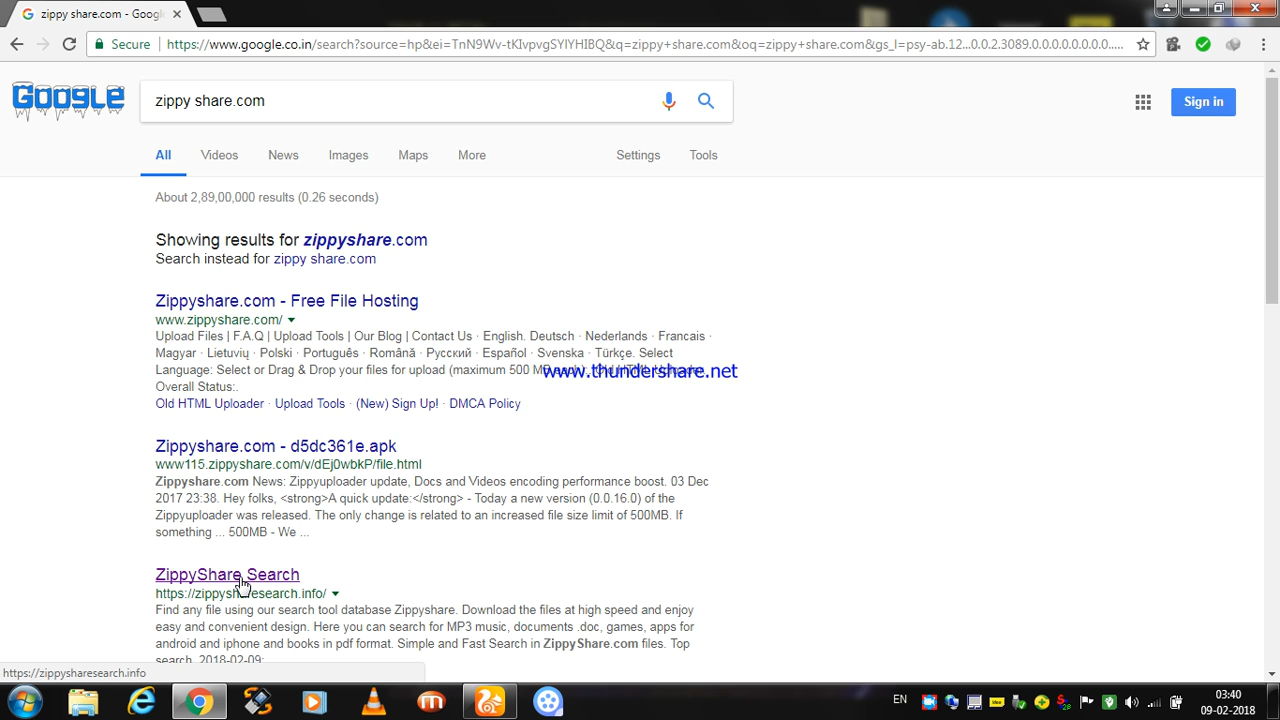 zippy share.com - Goog
Secure
https://www.google.co.in/search?source=hp&ei=TnN9Wv-tKIvpvgSYlYHIBQ&q=zippy+share.com&oq=zippy+share.com&gs_l=psy-ab.12...0.0.2.3089.0.0.0.0.0.0.0.0.....
Google
zippy share.com
Sign in
All Videos News Images Maps More Settings Tools
About 2,89,00,000 results (0.26 seconds)
Showing results for zippyshare.com
Search instead for zippy share.com
Zippyshare.com - Free File Hosting
www.zippyshare.com/
Upload Files | F.A.Q | Upload Tools | Our Blog | Contact Us · English. Deutsch · Nederlands · Francais ·
Magyar · Lietuvių · Polski · Português · Română · Русский · Español · Svenska · Türkçe. Select
Language: Select or Drag & Drop your files for upload (maximum 500 M
www.thundershare.net
Overall Status:.
Old HTML Uploader · Upload Tools · (New) Sign Up! · DMCA Policy
Zippyshare.com - d5dc361e.apk
www115.zippyshare.com/v/dEj0wbkP/file.html
Zippyshare.com News: Zippyuploader update, Docs and Videos encoding performance boost. 03 Dec
2017 23:38. Hey folks, <strong>A quick update:</strong> - Today a new version (0.0.16.0) of the
Zippyuploader was released. The only change is related to an increased file size limit of 500MB. If
something ... 500MB - We ...
ZippyShare Search
https://zippysharesearch.info/
Find any file using our search tool database Zippyshare. Download the files at high speed and enjoy
easy and convenient design. Here you can search for MP3 music, documents .doc, games, apps for
android and iphone and books in pdf format. Simple and Fast Search in ZippyShare.com files. Top
search. 2018-02-09:
https://zippysharesearch.info
EN
03:40
09-02-2018